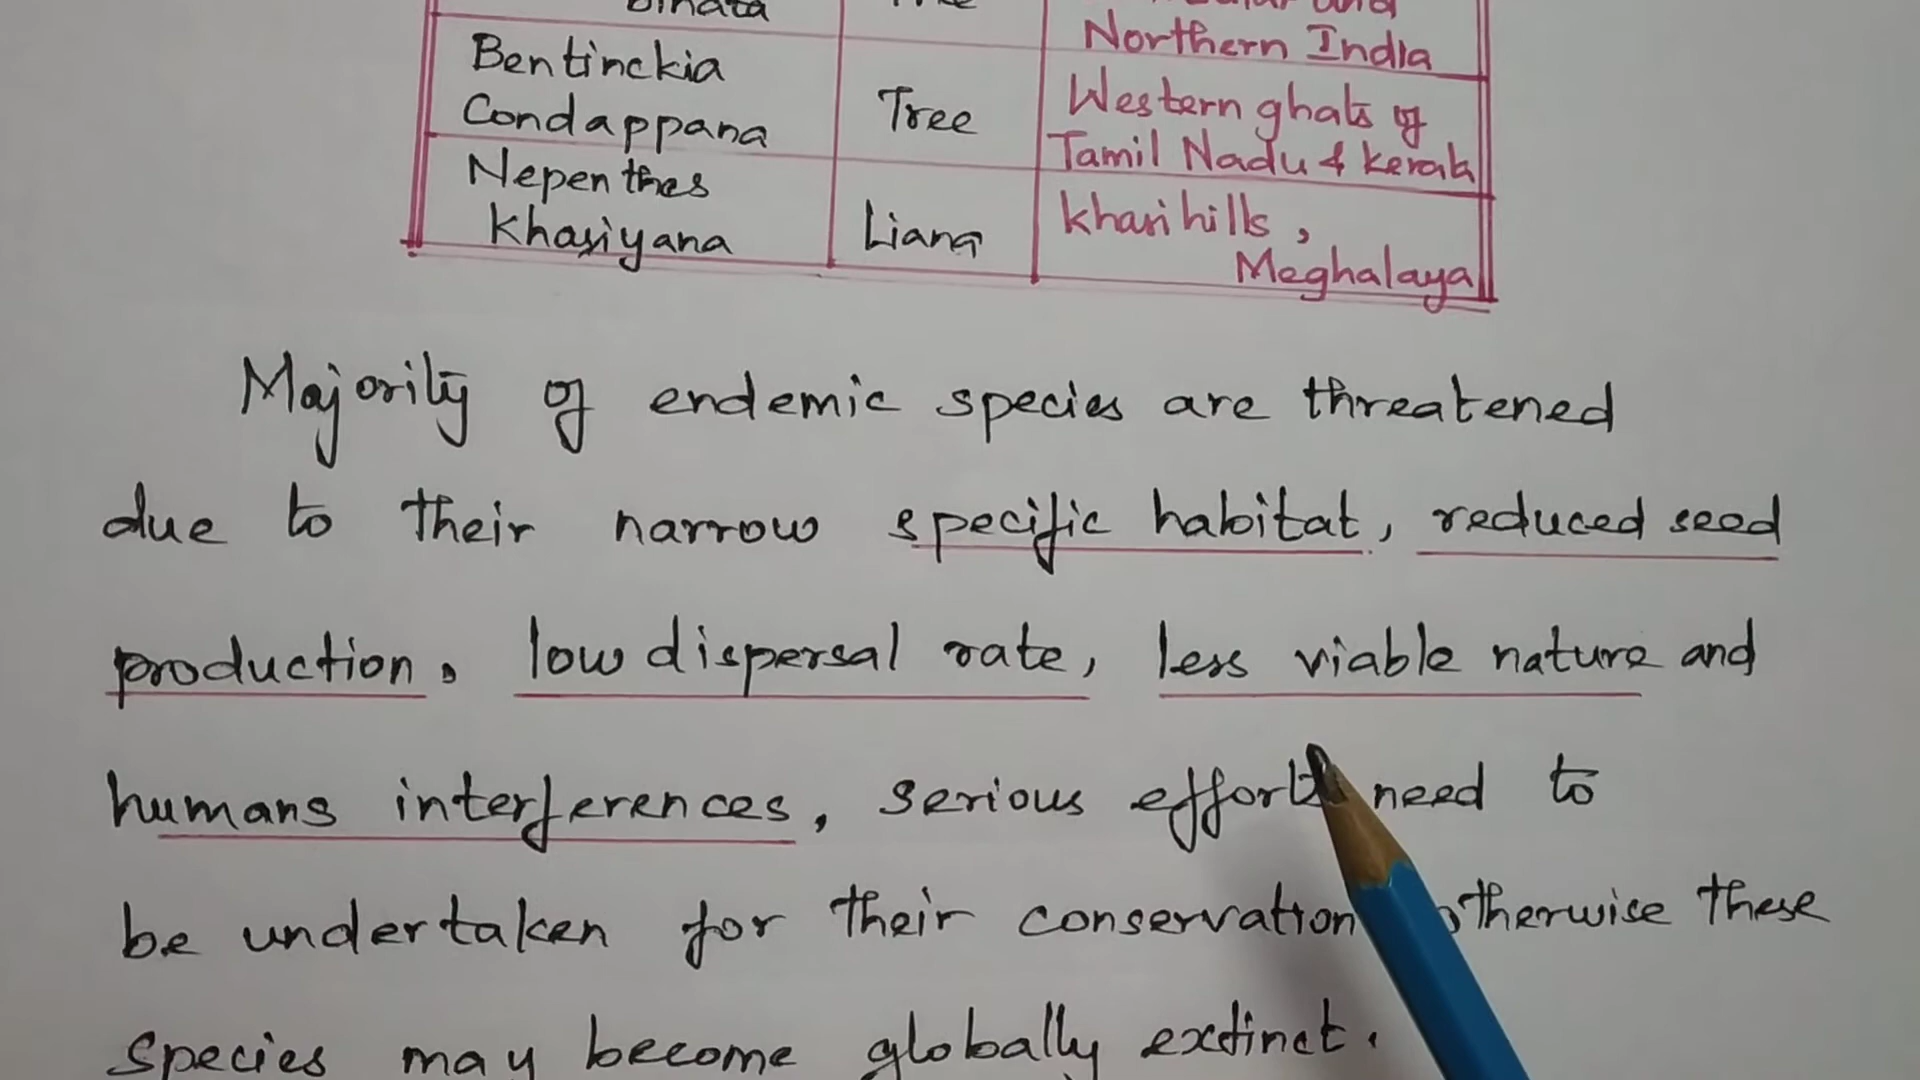 binata
Northern India
Bentinckia
Condappana
Tree
Western ghats of
Tamil Nadu & Kerala
Nepenthes
Khasiyana
Liana
khasi hills,
Meghalaya
Majority of endemic species are threatened
due to their narrow specific habitat, reduced seed
production, low dispersal rate, less viable nature and
humans interferences, serious efforts need to
be undertaken for their conservation otherwise these
species may become globally extinct.